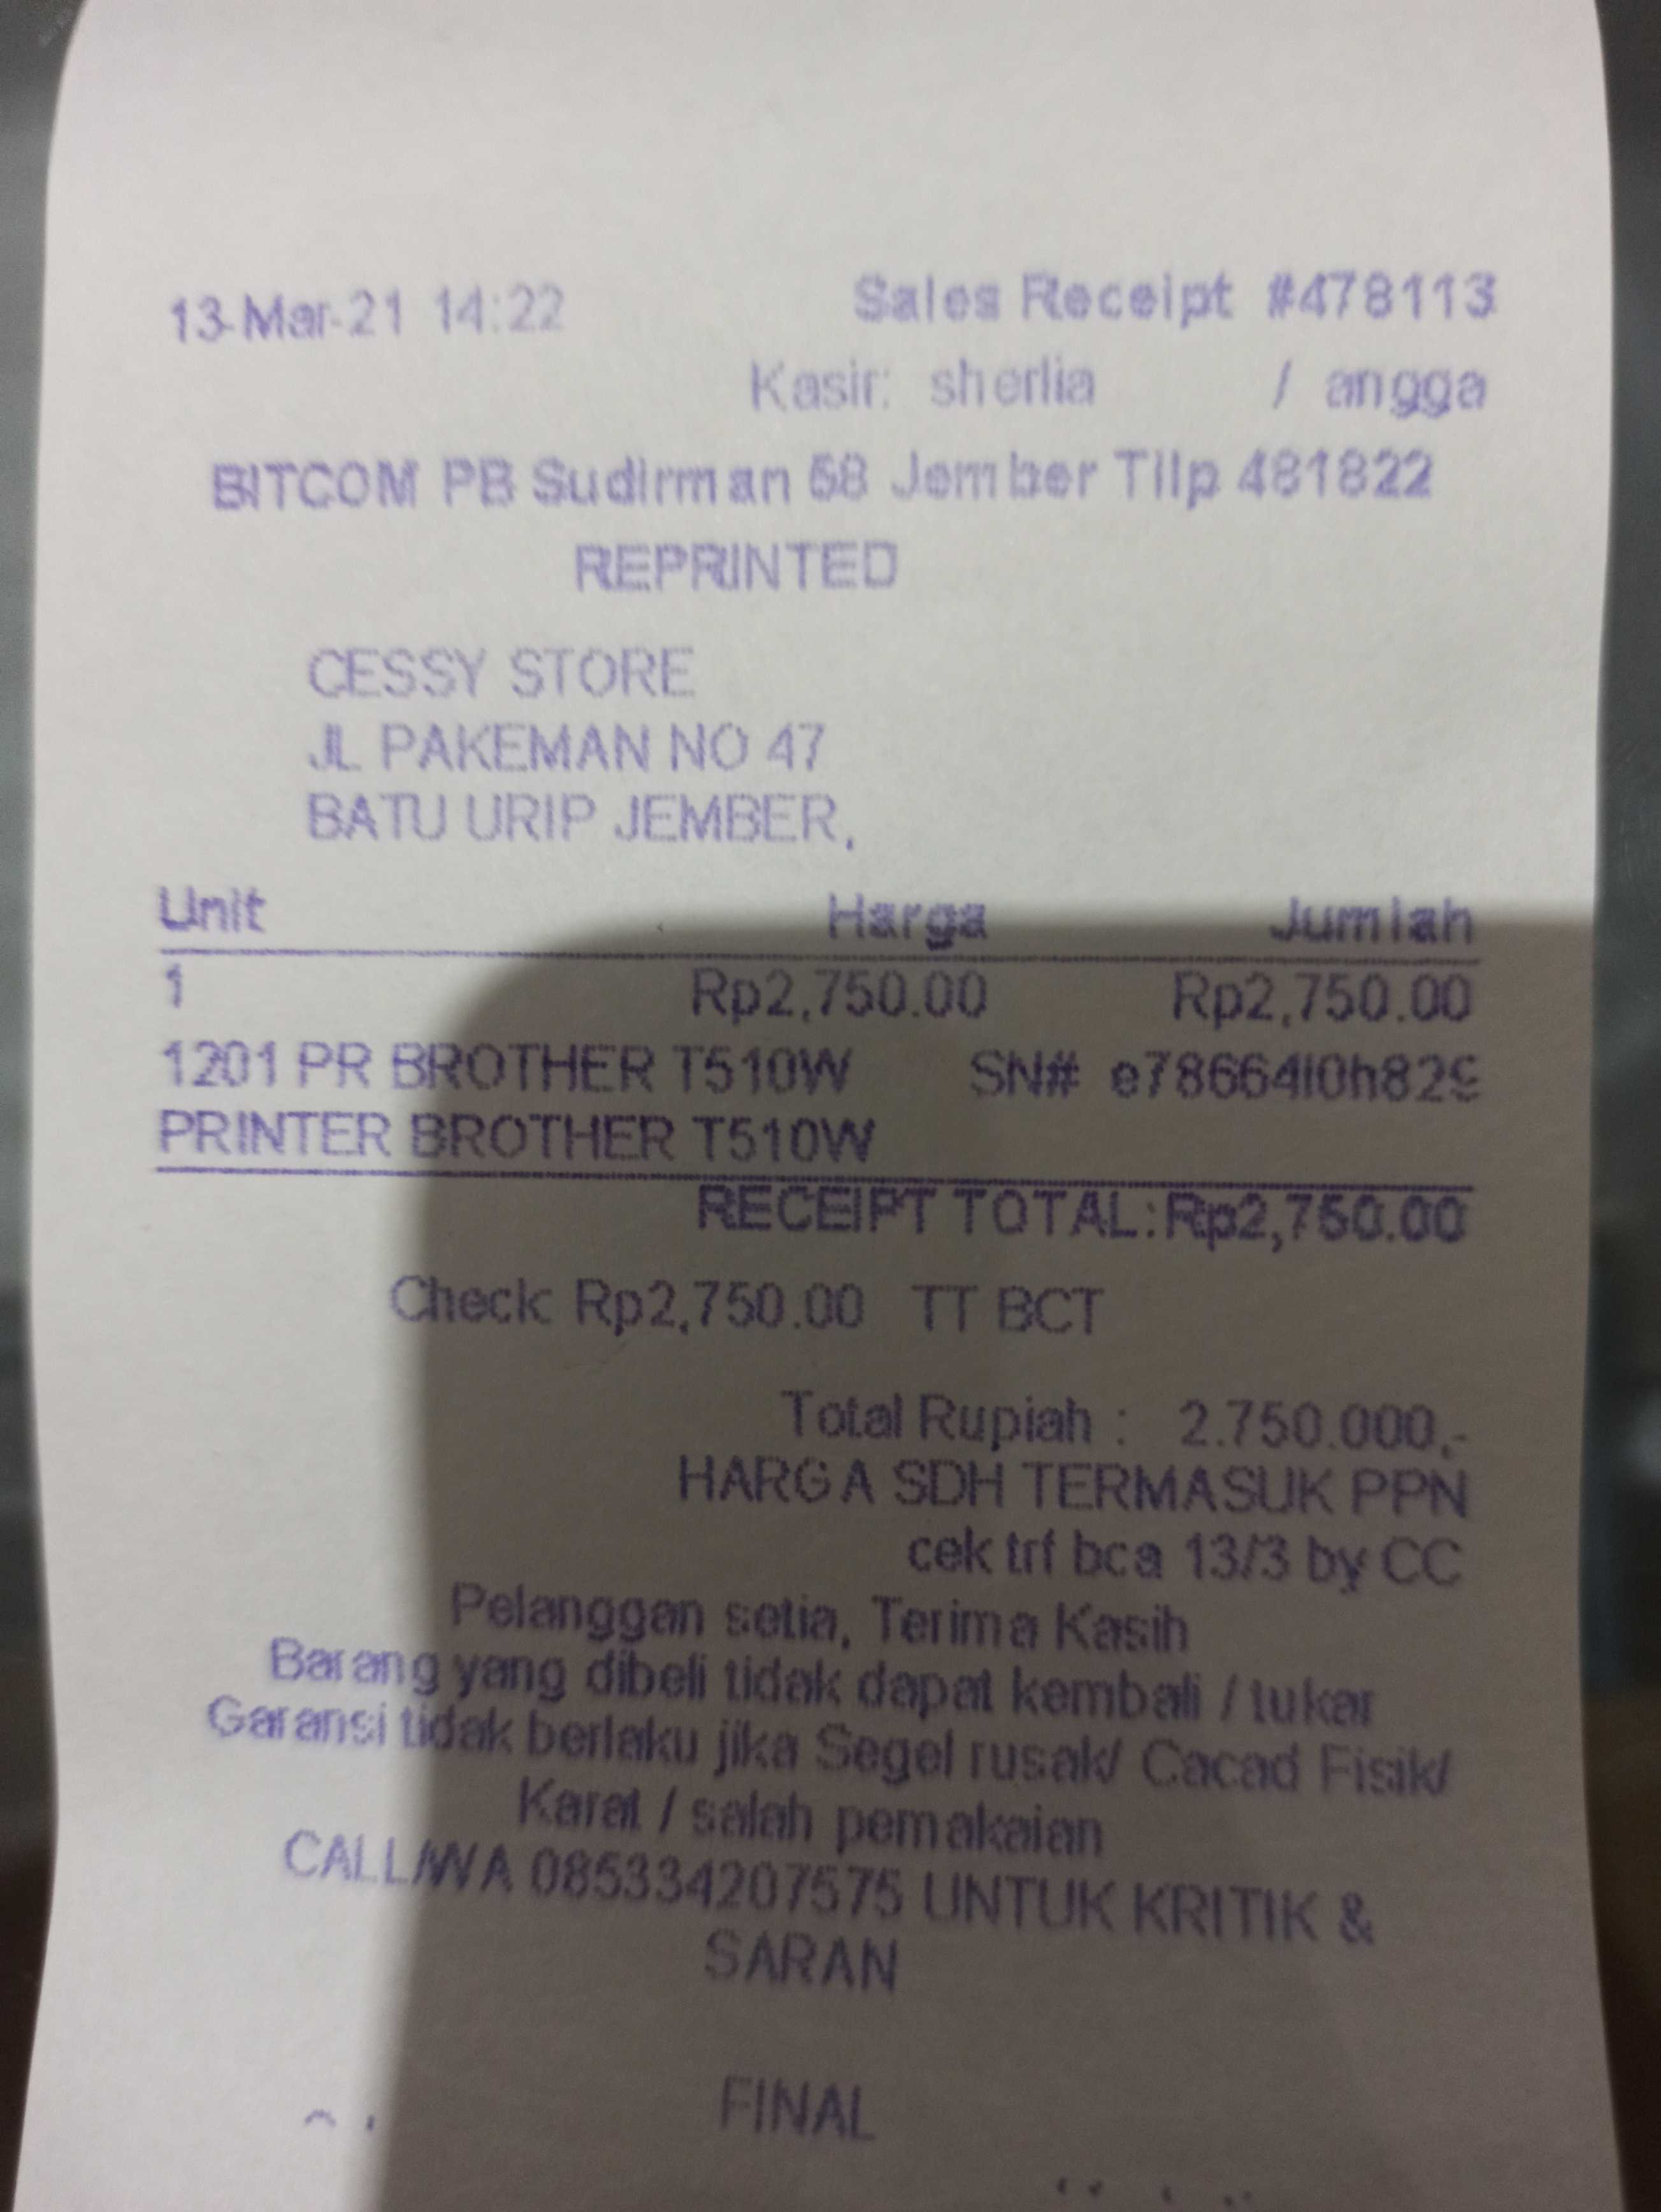 13-Mar-21 14:22 Sales Receipt #478113
Kasir: sherlia / angga
BITCOM PB Sudirman 58 Jember Tilp 481822
REPRINTED
CESSY STORE
JL PAKEMAN NO 47
BATU URIP JEMBER,
Unit Harga Jumlah
1 Rp2,750.00 Rp2,750.00
1201 PR BROTHER T510W SN#
PRINTER BROTHER T510W
RECEIPT TOTAL: Rp2,750.00
Check: Rp2,750.00 TT BCT
Total Rupiah : 2.750.000,-
HARGA SDH TERMASUK PPN
cek trf bca 13/3 by CC
Pelanggan setia, Terima Kasih
Barang yang dibeli tidak dapat kembali / tukar
Garansi tidak berlaku jika Segel rusak/ Cacad Fisik/
Karat / salah pemakaian
CALL/WA 085334207575 UNTUK KRITIK &
SARAN
FINAL